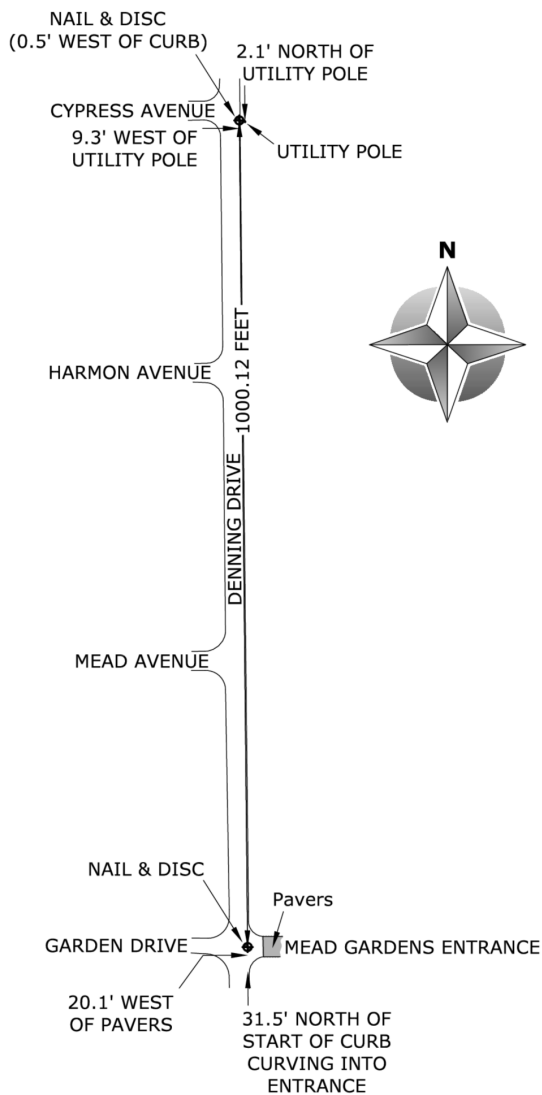 NAIL & DISC
(0.5' WEST OF CURB)
2.1' NORTH OF
UTILITY POLE
CYPRESS AVENUE
9.3' WEST OF
UTILITY POLE
UTILITY POLE
N
1000.12 FEET
HARMON AVENUE
DENNING DRIVE
MEAD AVENUE
NAIL & DISC
Pavers
GARDEN DRIVE
MEAD GARDENS ENTRANCE
20.1' WEST
OF PAVERS
31.5' NORTH OF
START OF CURB
CURVING INTO
ENTRANCE